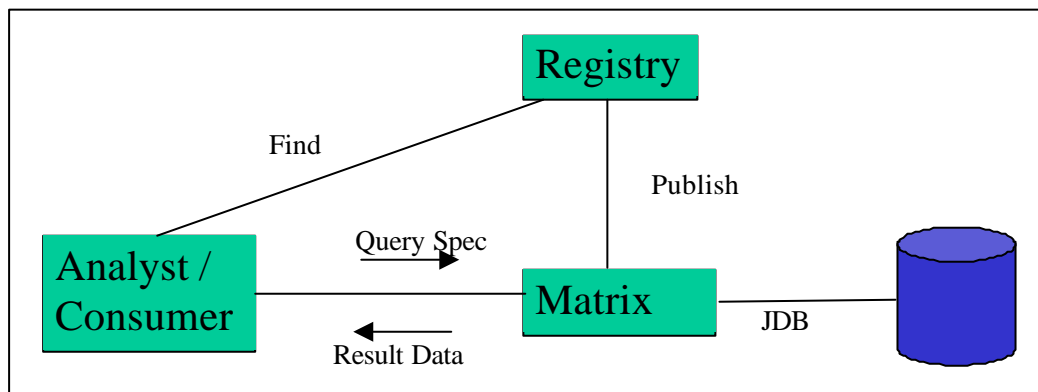 Registry
Find
Publish
Query Spec
Analyst /
Consumer
Matrix
JDB
Result Data